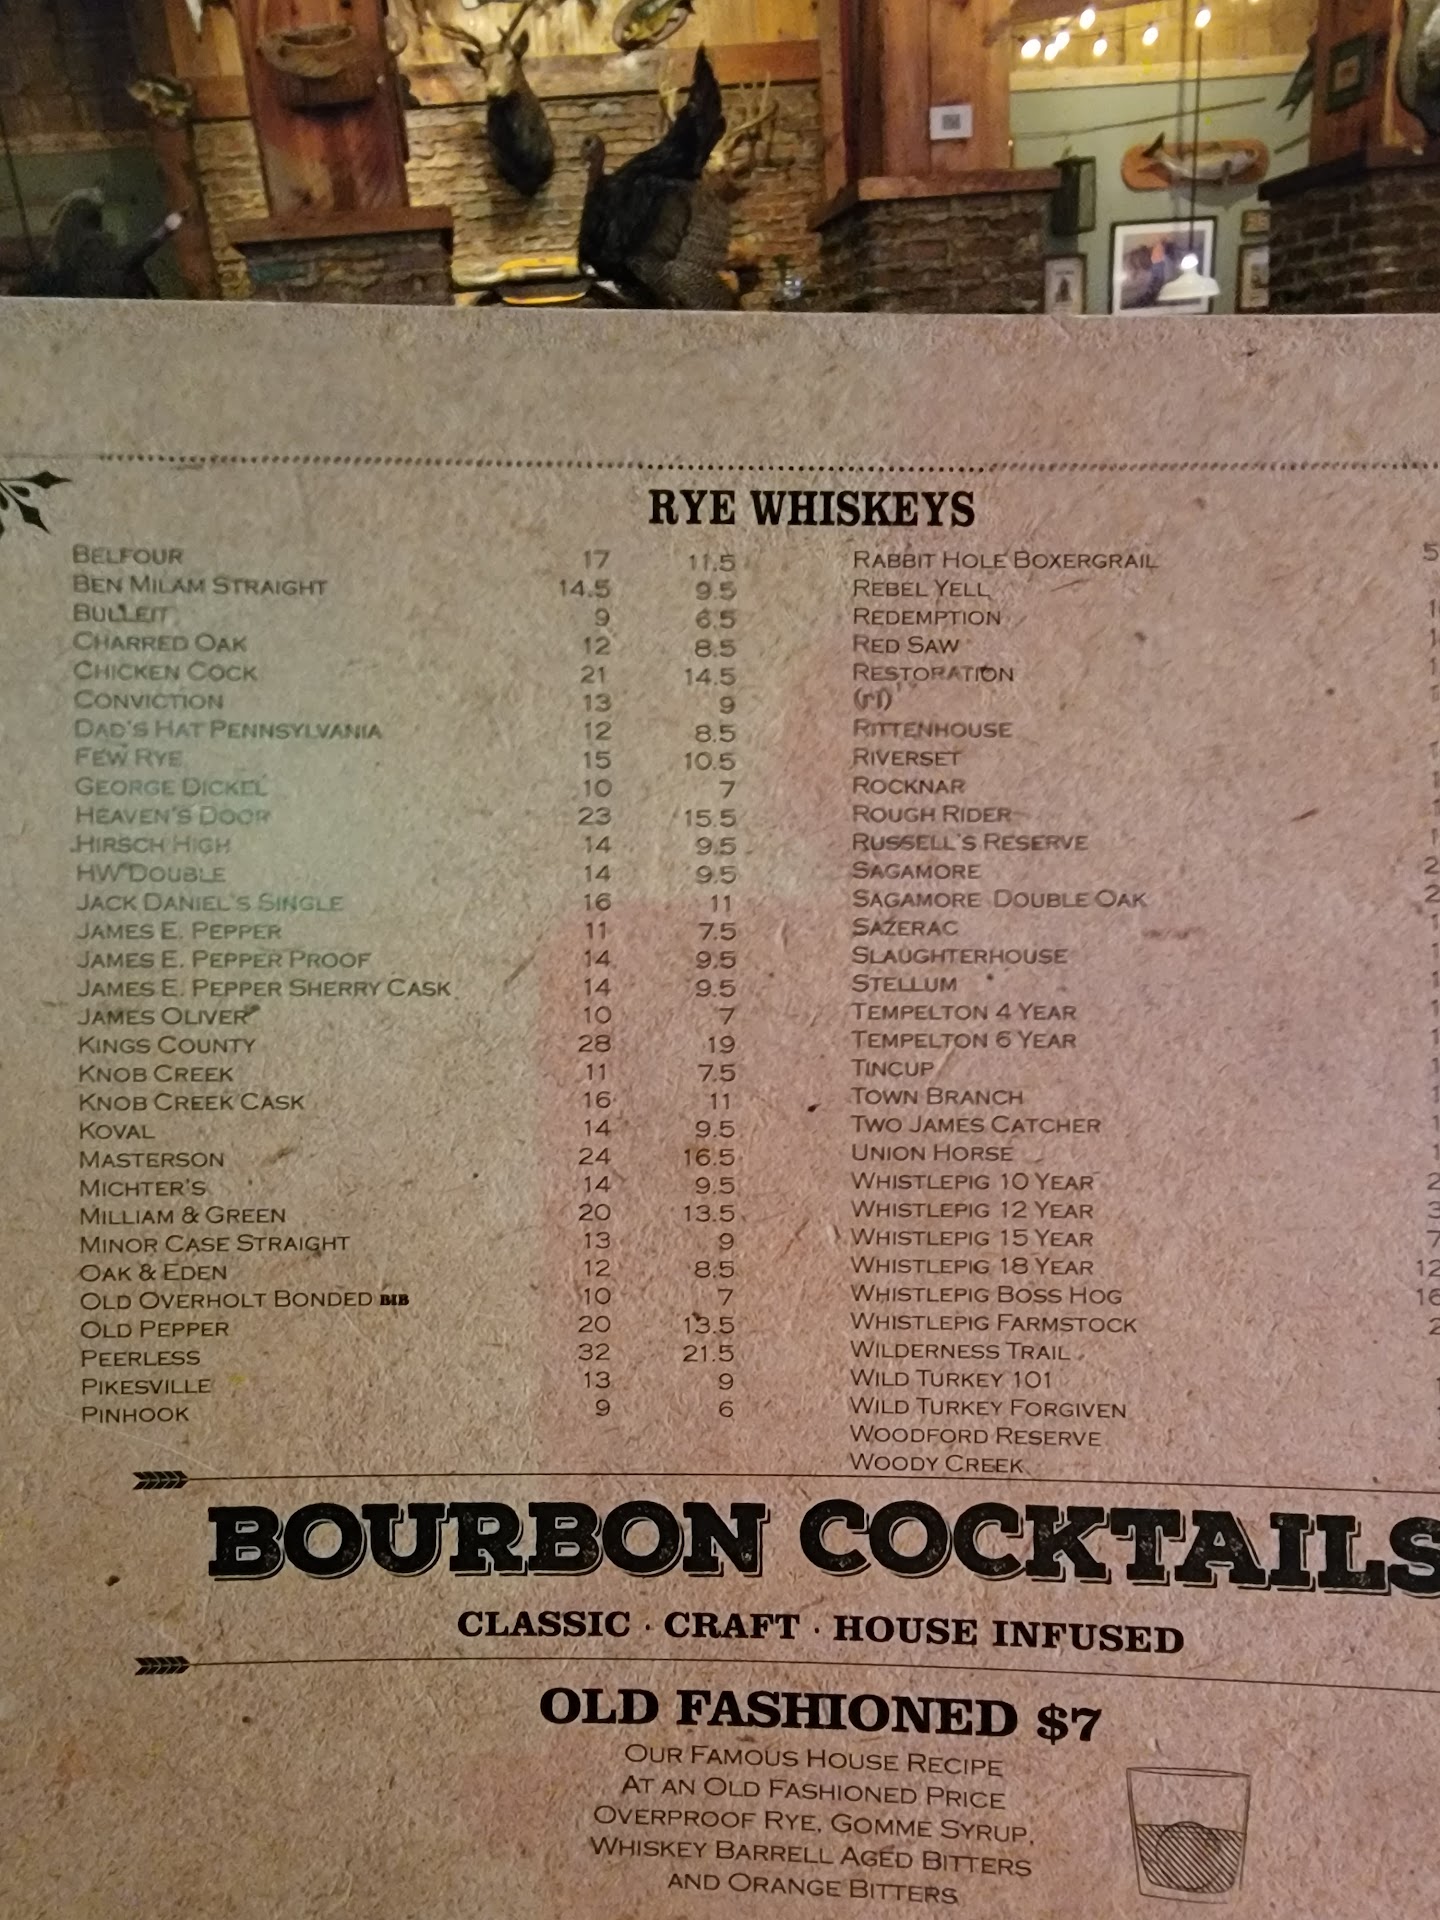 RYE WHISKEYS
BELFOUR 17 11.5
BEN MILAM STRAIGHT 14.5 9.5
BULLEIT 9 6.5
CHARRED OAK 12 8.5
CHICKEN COCK 21 14.5
CONVICTION 13 9
DAD'S HAT PENNSYLVANIA 12 8.5
FEW RYE 15 10.5
GEORGE DICKEL 10 7
HEAVEN'S DOOR 23 15.5
HIRSCH HIGH 14 9.5
HW DOUBLE 14 9.5
JACK DANIEL'S SINGLE 16 11
JAMES E. PEPPER 11 7.5
JAMES E. PEPPER PROOF 14 9.5
JAMES E. PEPPER SHERRY CASK 14 9.5
JAMES OLIVER 10 7
KINGS COUNTY 28 19
KNOB CREEK 11 7.5
KNOB CREEK CASK 16 11
KOVAL 14 9.5
MASTERSON 24 16.5
MICHTER'S 14 9.5
MILLIAM & GREEN 20 13.5
MINOR CASE STRAIGHT 13 9
OAK & EDEN 12 8.5
OLD OVERHOLT BONDED BIB 10 7
OLD PEPPER 20 13.5
PEERLESS 32 21.5
PIKESVILLE 13 9
PINHOOK 9 6
RABBIT HOLE BOXERGRAIL
REBEL YELL
REDEMPTION
RED SAW
RESTORATION
(RI)¹
RITTENHOUSE
RIVERSET
ROCKNAR
ROUGH RIDER
RUSSELL'S RESERVE
SAGAMORE
SAGAMORE DOUBLE OAK
SAZERAC
SLAUGHTERHOUSE
STELLUM
TEMPELTON 4 YEAR
TEMPELTON 6 YEAR
TINCUP
TOWN BRANCH
TWO JAMES CATCHER
UNION HORSE
WHISTLEPIG 10 YEAR
WHISTLEPIG 12 YEAR
WHISTLEPIG 15 YEAR
WHISTLEPIG 18 YEAR
WHISTLEPIG BOSS HOG
WHISTLEPIG FARMSTOCK
WILDERNESS TRAIL
WILD TURKEY 101
WILD TURKEY FORGIVEN
WOODFORD RESERVE
WOODY CREEK
BOURBON COCKTAILS
CLASSIC · CRAFT · HOUSE INFUSED
OLD FASHIONED $7
OUR FAMOUS HOUSE RECIPE
AT AN OLD FASHIONED PRICE
OVERPROOF RYE, GOMME SYRUP,
WHISKEY BARRELL AGED BITTERS
AND ORANGE BITTERS